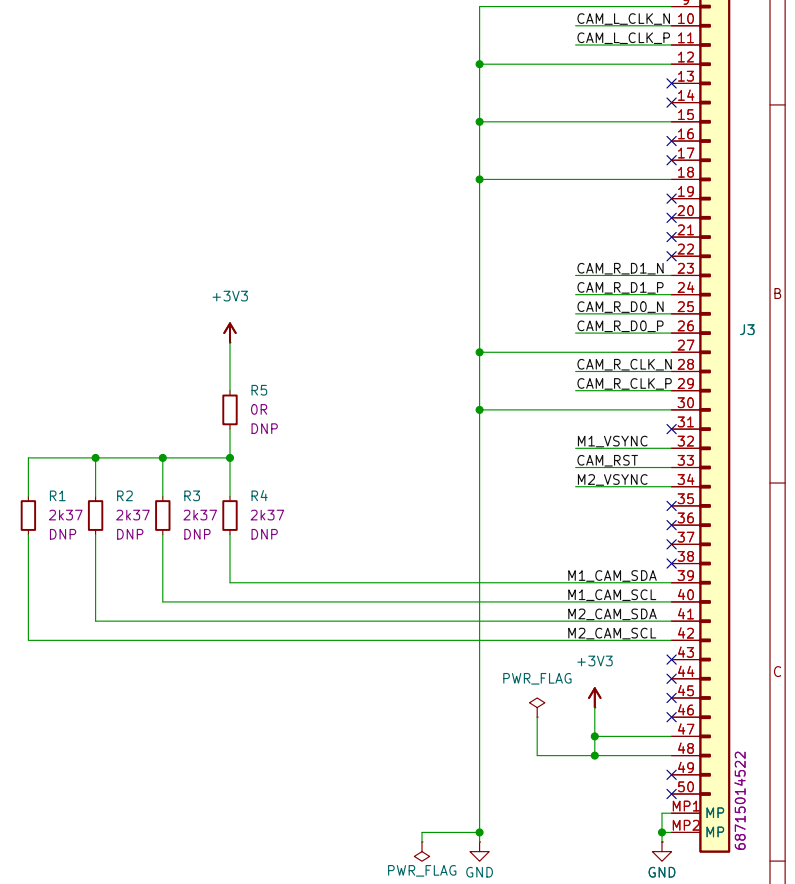 9
CAM_L_CLK_N 10
CAM_L_CLK_P 11
12
13
14
15
16
17
18
19
20
21
22
CAM_R_D1_N 23
CAM_R_D1_P 24
B
+3V3
CAM_R_D0_N 25
CAM_R_D0_P 26
J3
27
CAM_R_CLK_N 28
CAM_R_CLK_P 29
R5
0R
DNP
30
31
M1_VSYNC 32
CAM_RST 33
M2_VSYNC 34
R1 R2 R3 R4
2k37 2k37 2k37 2k37
DNP DNP DNP DNP
35
36
37
38
M1_CAM_SDA 39
M1_CAM_SCL 40
M2_CAM_SDA 41
M2_CAM_SCL 42
43
+3V3
PWR_FLAG
44
C
45
46
47
48
49
50
68715014522
MP1 MP
MP2 MP
PWR_FLAG GND
GND